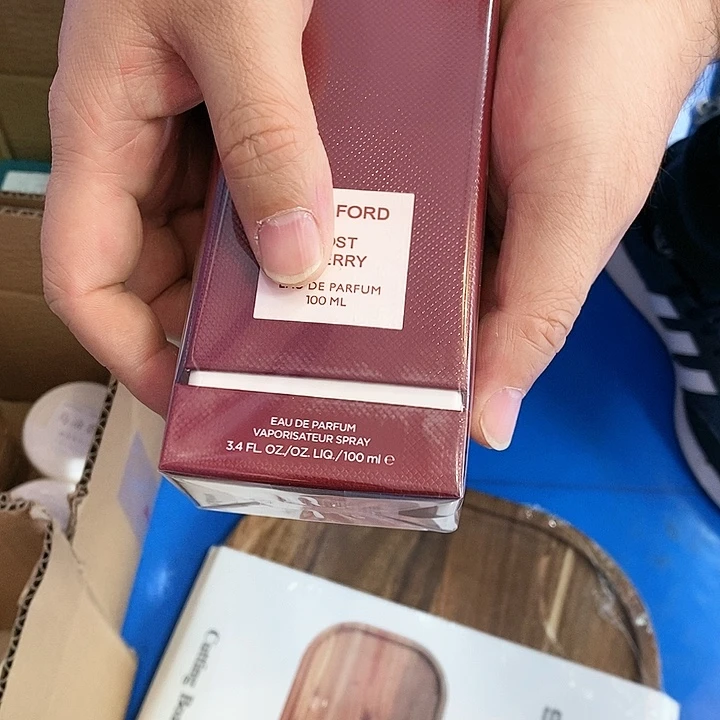 FORD
OST
ERRY
DE PARFUM
100 ML
EAU DE PARFUM
VAPORISATEUR SPRAY
3.4 FL. OZ./OZ. LIQ./100 ml ℮
Cutting